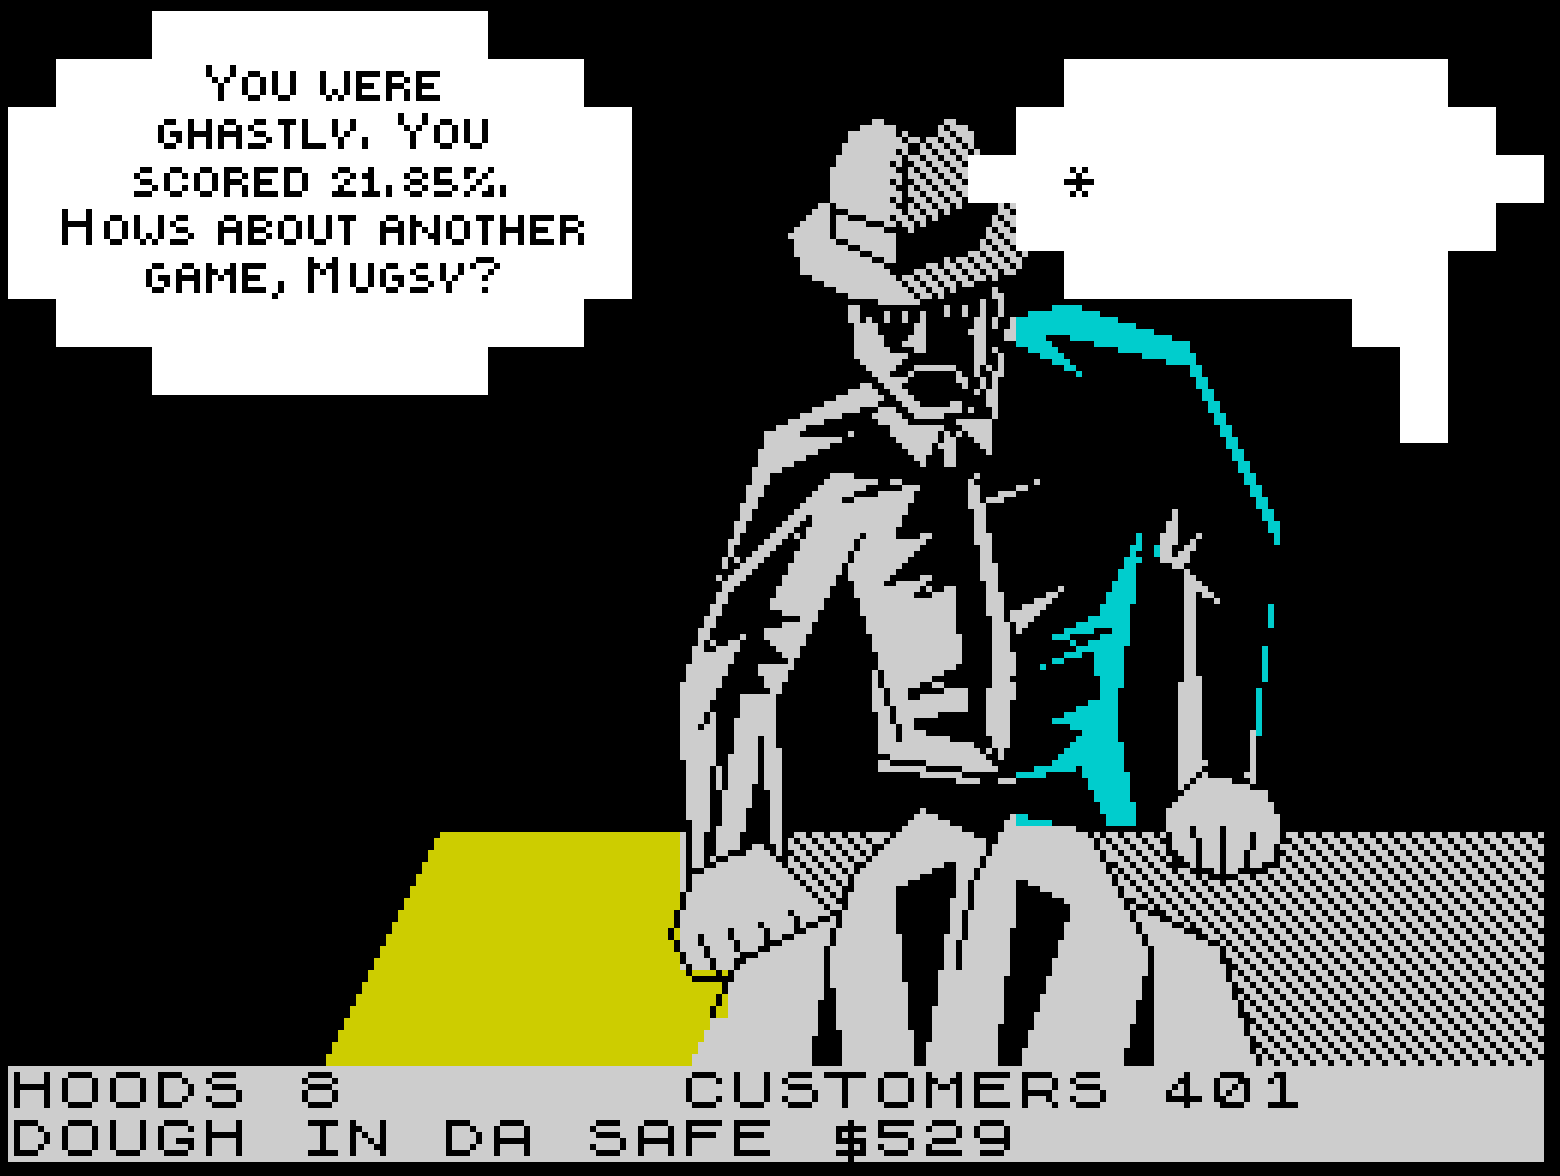 You were
ghastly. You
scored 21.85%.
Hows about another
game, Mugsy?
*
HOODS 8 CUSTOMERS 401
DOUGH IN DA SAFE $529